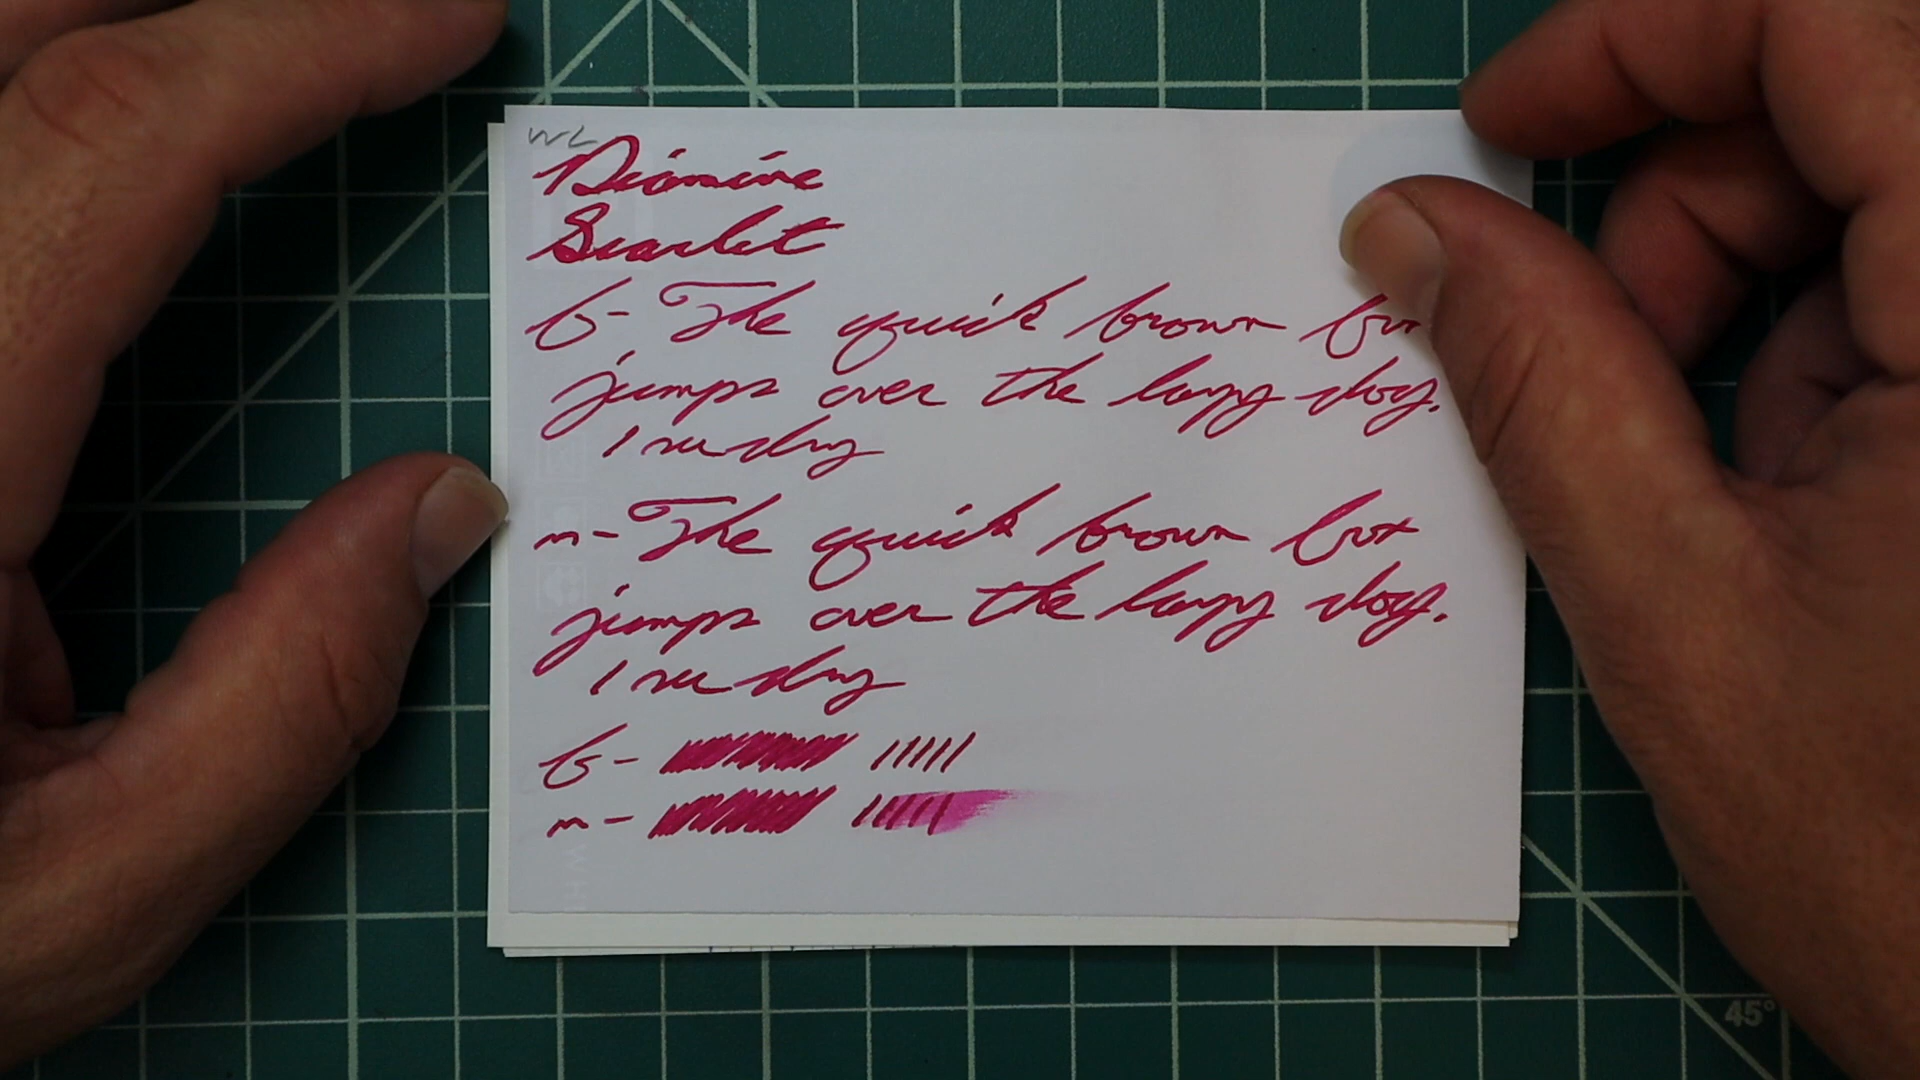 WL
Diamine
Scarlet
f- The quick brown fox
jumps over the lazy dog.
1 sec dry
m- The quick brown fox
jumps over the lazy dog.
1 sec dry
f-
m-
45°